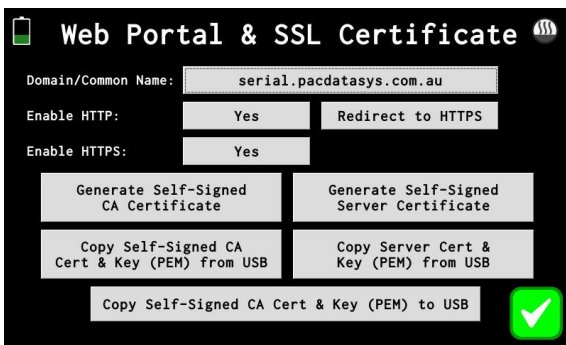 Web Portal & SSL Certificate
Domain/Common Name: serial.pacdatasys.com.au
Enable HTTP: Yes Redirect to HTTPS
Enable HTTPS: Yes
Generate Self-Signed
CA Certificate
Generate Self-Signed
Server Certificate
Copy Self-Signed CA
Cert & Key (PEM) from USB
Copy Server Cert &
Key (PEM) from USB
Copy Self-Signed CA Cert & Key (PEM) to USB